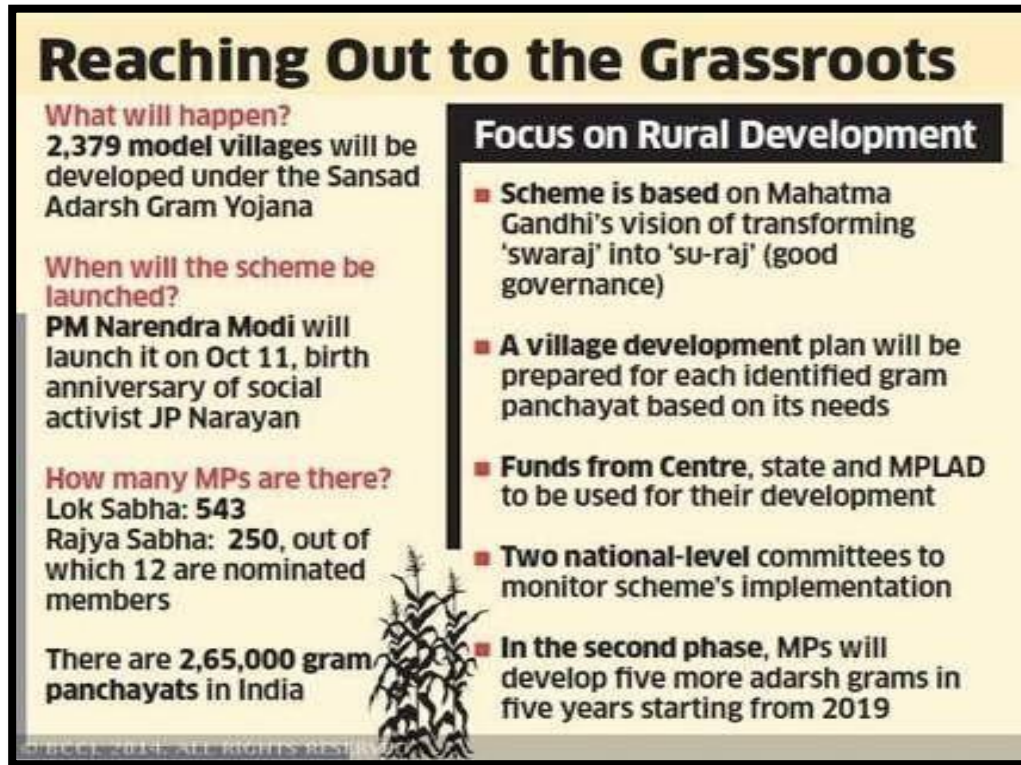 Reaching Out to the Grassroots
What will happen?
2,379 model villages will be
developed under the Sansad
Adarsh Gram Yojana
When will the scheme be
launched?
PM Narendra Modi will
launch it on Oct 11, birth
anniversary of social
activist JP Narayan
How many MPs are there?
Lok Sabha: 543
Rajya Sabha: 250, out of
which 12 are nominated
members
There are 2,65,000 gram
panchayats in India
Focus on Rural Development
Scheme is based on Mahatma
Gandhi's vision of transforming
‘swaraj’ into ‘su-raj’ (good
governance)
A village development plan will be
prepared for each identified gram
panchayat based on its needs
Funds from Centre, state and MPLAD
to be used for their development
Two national-level committees to
monitor scheme's implementation
In the second phase, MPs will
develop five more adarsh grams in
five years starting from 2019
© BCCL 2014. ALL RIGHTS RESERVED